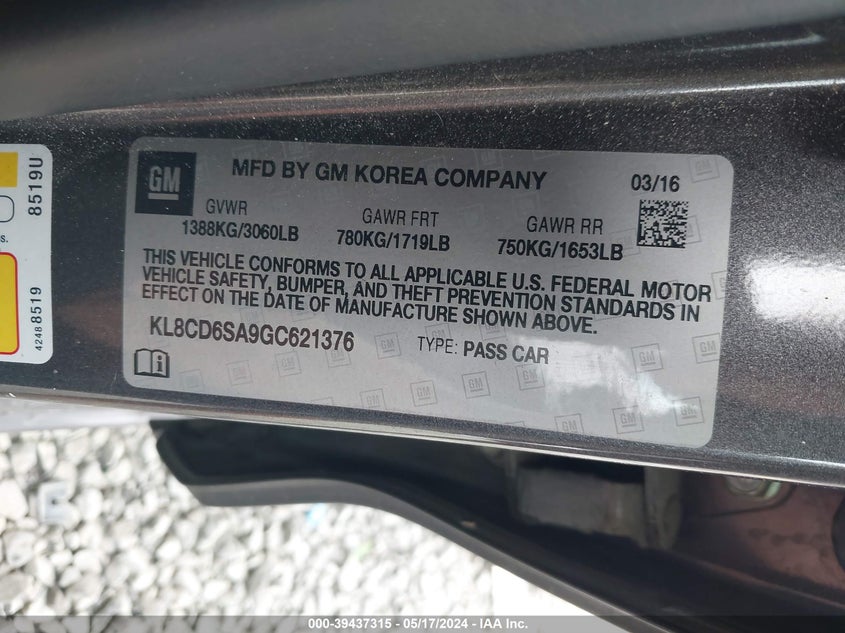 GM
MFD BY GM KOREA COMPANY
03/16
GVWR
1388KG/3060LB
GAWR FRT
780KG/1719LB
GAWR RR
750KG/1653LB
THIS VEHICLE CONFORMS TO ALL APPLICABLE U.S. FEDERAL MOTOR
VEHICLE SAFETY, BUMPER, AND THEFT PREVENTION STANDARDS IN
EFFECT ON THE DATE OF MANUFACTURE SHOWN ABOVE.
KL8CD6SA9GC621376
TYPE: PASS CAR
8519U
s.
4248 8519
000-39437315 - 05/17/2024 - IAA Inc.